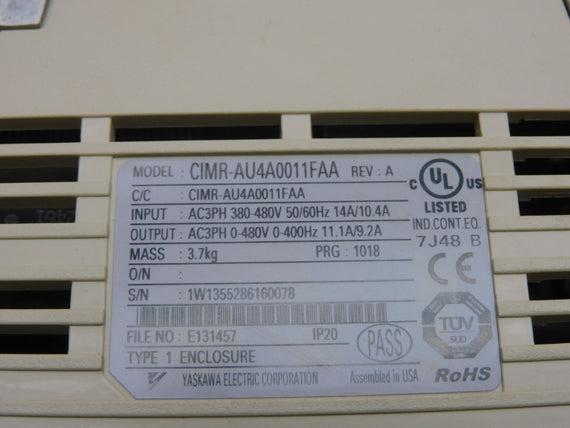 MODEL : CIMR-AU4A0011FAA REV : A
C/C : CIMR-AU4A0011FAA
INPUT : AC3PH 380-480V 50/60Hz 14A/10.4A
OUTPUT : AC3PH 0-480V 0-400Hz 11.1A/9.2A
MASS : 3.7kg PRG : 1018
O/N :
S/N : 1W1355286160078
FILE NO : E131457 IP20
TYPE 1 ENCLOSURE
PASS
YASKAWA ELECTRIC CORPORATION Assembled in USA
C UL US
LISTED
IND.CONT.EQ.
7J48 B
CE
TÜV
SUD
RoHS